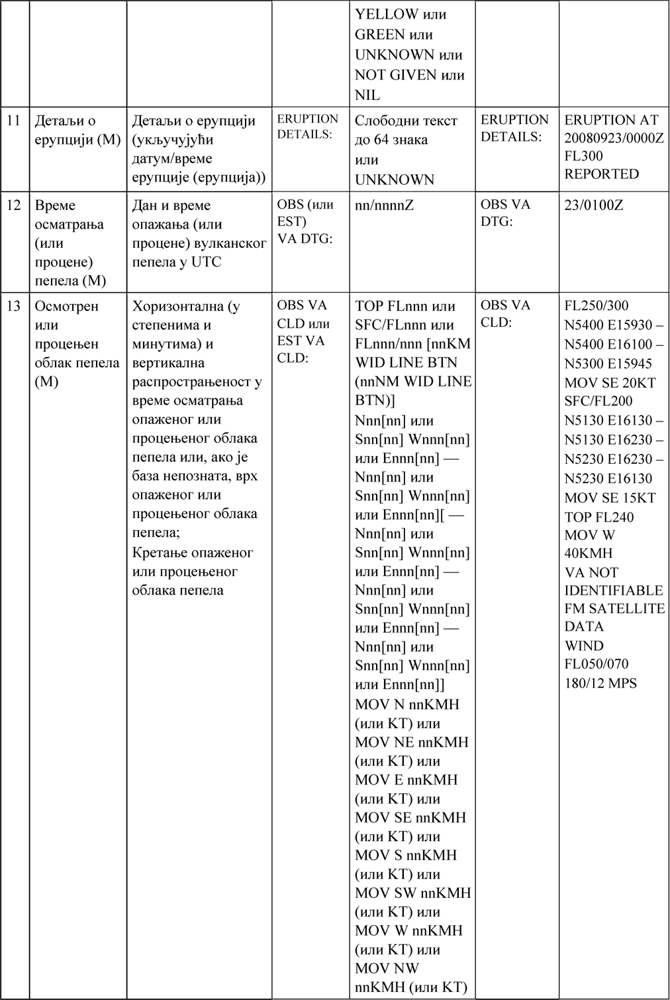 YELLOW или
GREEN или
UNKNOWN или
NOT GIVEN или
NIL
11
Детаљи о
ерупцији (М)
Детаљи о ерупцији
(укључујући
датум/време
ерупције (ерупција))
ERUPTION
DETAILS:
Слободни текст
до 64 знака
или
UNKNOWN
ERUPTION
DETAILS:
ERUPTION AT
20080923/0000Z
FL300
REPORTED
12
Време
осматрања
(или
процене)
пепела (М)
Дан и време
опажања (или
процене) вулканског
пепела у UTC
OBS (или
EST)
VA DTG:
nn/nnnnZ
OBS VA
DTG:
23/0100Z
13
Осмотрен
или
процењен
облак пепела
(М)
Хоризонтална (у
степенима и
минутима) и
вертикална
распрострањеност у
време осматрања
опаженог или
процењеног облака
пепела или, ако је
база непозната, врх
опаженог или
процењеног облака
пепела;
Кретање опаженог
или процењеног
облака пепела
OBS VA
CLD или
EST VA
CLD:
TOP FLnnn или
SFC/FLnnn или
FLnnn/nnn [nnKM
WID LINE BTN
(nnNM WID LINE
BTN)]
Nnn[nn] или
Snn[nn] Wnnn[nn]
или Ennn[nn] —
Nnn[nn] или
Snn[nn] Wnnn[nn]
или Ennn[nn][ —
Nnn[nn] или
Snn[nn] Wnnn[nn]
или Ennn[nn] —
Nnn[nn] или
Snn[nn] Wnnn[nn]
или Ennn[nn] —
Nnn[nn] или
Snn[nn] Wnnn[nn]
или Ennn[nn]]
MOV N nnKMH
(или KT) или
MOV NE nnKMH
(или KT) или
MOV E nnKMH
(или KT) или
MOV SE nnKMH
(или KT) или
MOV S nnKMH
(или KT) или
MOV SW nnKMH
(или KT) или
MOV W nnKMH
(или KT) или
MOV NW
nnKMH (или KT)
OBS VA
CLD:
FL250/300
N5400 E15930 –
N5400 E16100 –
N5300 E15945
MOV SE 20KT
SFC/FL200
N5130 E16130 –
N5130 E16230 –
N5230 E16230 –
N5230 E16130
MOV SE 15KT
TOP FL240
MOV W
40KMH
VA NOT
IDENTIFIABLE
FM SATELLITE
DATA
WIND
FL050/070
180/12 MPS